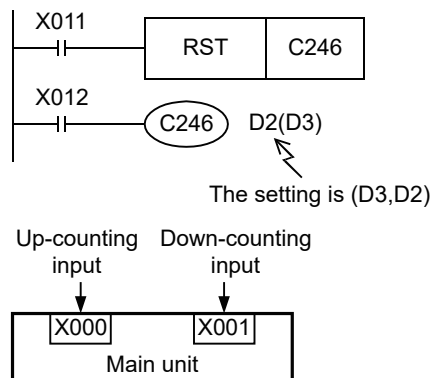 X011
RST C246
X012
C246 D2(D3)
The setting is (D3,D2)
Up-counting Down-counting
input input
X000 X001
Main unit